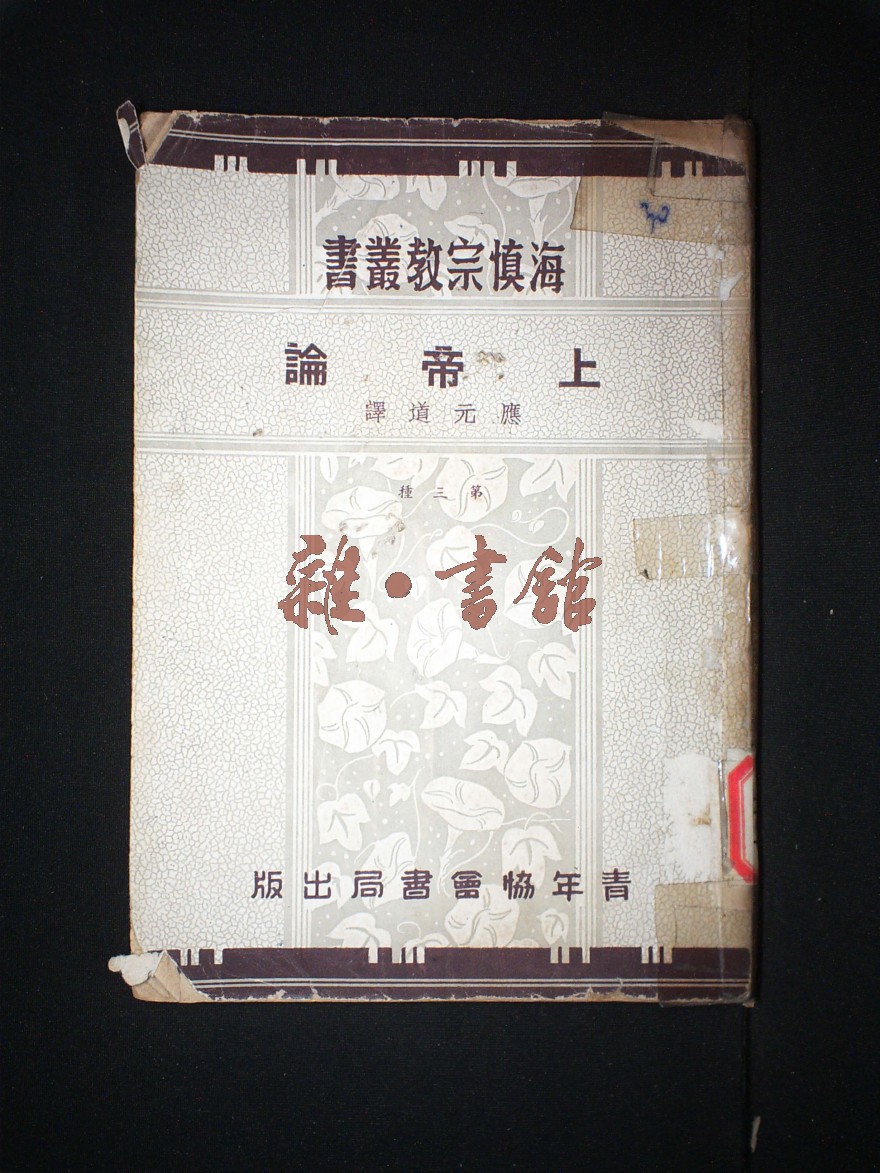 海慎宗教叢書
上帝論
應元道譯
第三種
雜·書館
青年協會書局出版